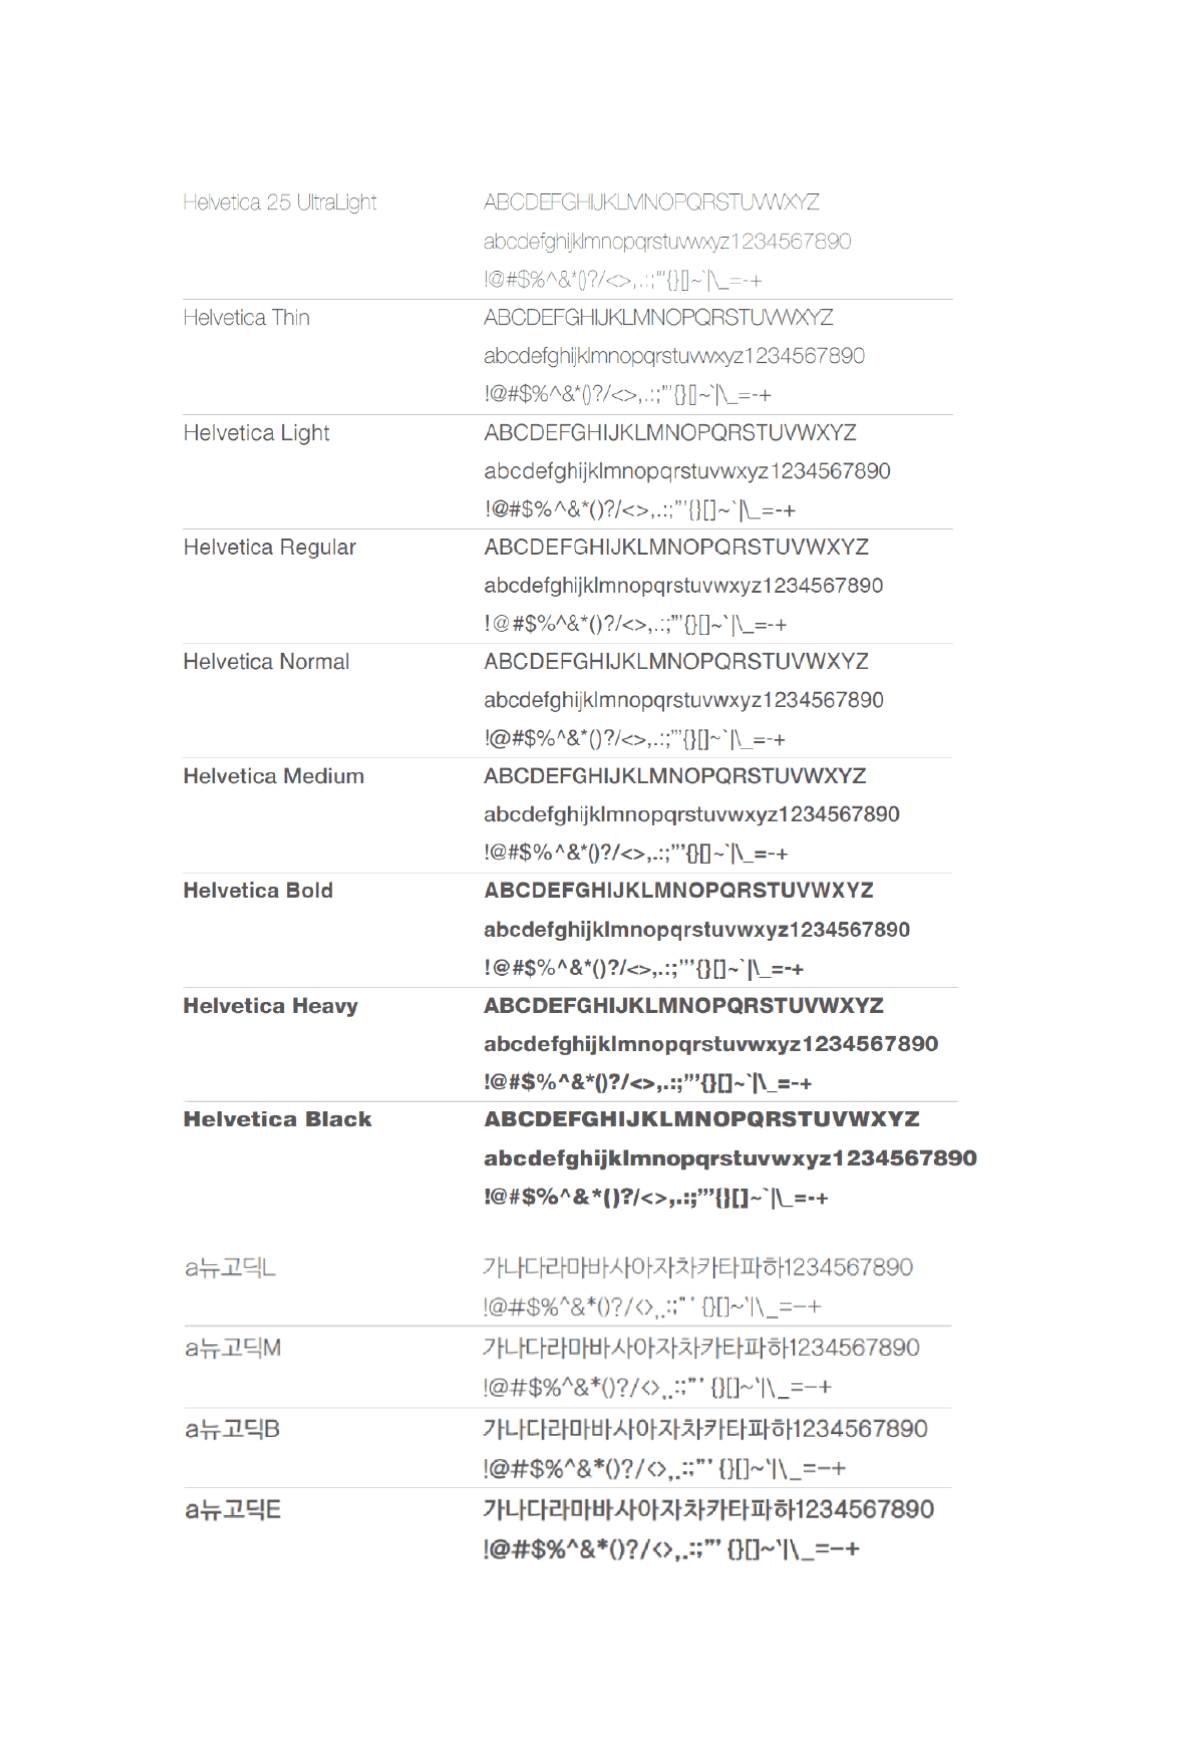 Helvetica 25 UltraLight ABCDEFGHIJKLMNOPQRSTUVWXYZ
abcdefghijklmnopqrstuvwxyz1234567890
!@#$%^&*()?/<>,.:;"'{}[]~`|\_=-+
Helvetica Thin ABCDEFGHIJKLMNOPQRSTUVWXYZ
abcdefghijklmnopqrstuvwxyz1234567890
!@#$%^&*()?/<>,.:;"'{}[]~`|\_=-+
Helvetica Light ABCDEFGHIJKLMNOPQRSTUVWXYZ
abcdefghijklmnopqrstuvwxyz1234567890
!@#$%^&*()?/<>,.:;"'{}[]~`|\_=-+
Helvetica Regular ABCDEFGHIJKLMNOPQRSTUVWXYZ
abcdefghijklmnopqrstuvwxyz1234567890
!@#$%^&*()?/<>,.:;"'{}[]~`|\_=-+
Helvetica Normal ABCDEFGHIJKLMNOPQRSTUVWXYZ
abcdefghijklmnopqrstuvwxyz1234567890
!@#$%^&*()?/<>,.:;"'{}[]~`|\_=-+
Helvetica Medium ABCDEFGHIJKLMNOPQRSTUVWXYZ
abcdefghijklmnopqrstuvwxyz1234567890
!@#$%^&*()?/<>,.:;"'{}[]~`|\_=-+
Helvetica Bold ABCDEFGHIJKLMNOPQRSTUVWXYZ
abcdefghijklmnopqrstuvwxyz1234567890
!@#$%^&*()?/<>,.:;"'{}[]~`|\_=-+
Helvetica Heavy ABCDEFGHIJKLMNOPQRSTUVWXYZ
abcdefghijklmnopqrstuvwxyz1234567890
!@#$%^&*()?/<>,.:;"'{}[]~`|\_=-+
Helvetica Black ABCDEFGHIJKLMNOPQRSTUVWXYZ
abcdefghijklmnopqrstuvwxyz1234567890
!@#$%^&*()?/<>,.:;"'{}[]~`|\_=-+
a뉴고딕L 가나다라마바사아자차카타파하1234567890
!@#$%^&*()?/<>,.:;"' {}[]~`|\_=-+
a뉴고딕M 가나다라마바사아자차카타파하1234567890
!@#$%^&*()?/<>,.:;"' {}[]~`|\_=-+
a뉴고딕B 가나다라마바사아자차카타파하1234567890
!@#$%^&*()?/<>,.:;"' {}[]~`|\_=-+
a뉴고딕E 가나다라마바사아자차카타파하1234567890
!@#$%^&*()?/<>,.:;"' {}[]~`|\_=-+